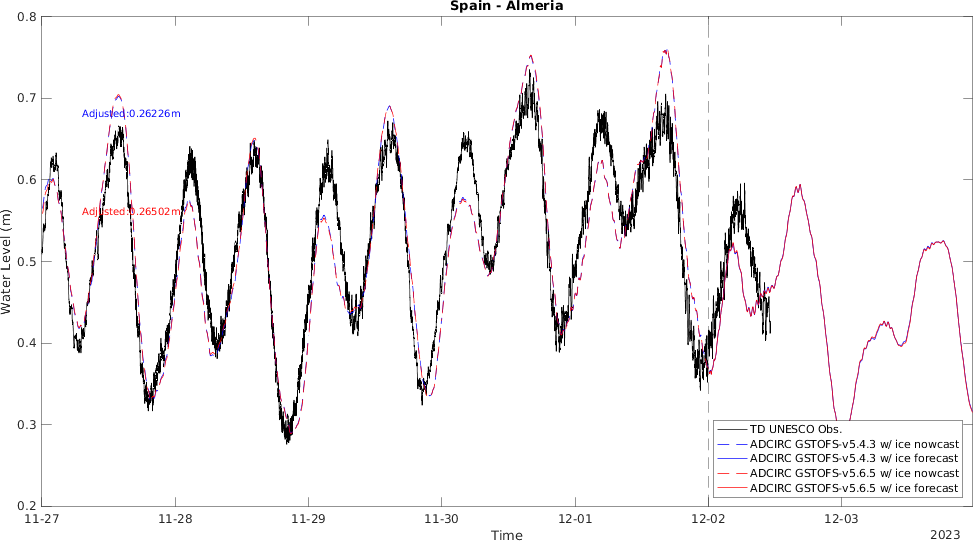 Spain - Almeria
0.8
0.7
0.6
0.5
0.4
0.3
0.2
Water Level (m)
Adjusted:0.26226m
Adjusted:0.26502m
TD UNESCO Obs.
ADCIRC GSTOFS-v5.4.3 w/ ice nowcast
ADCIRC GSTOFS-v5.4.3 w/ ice forecast
ADCIRC GSTOFS-v5.6.5 w/ ice nowcast
ADCIRC GSTOFS-v5.6.5 w/ ice forecast
11-27 11-28 11-29 11-30 12-01 12-02 12-03
Time
2023